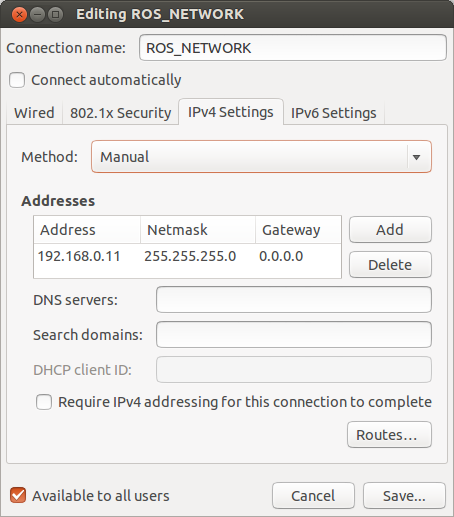 Editing ROS_NETWORK
Connection name: ROS_NETWORK
Connect automatically
Wired 802.1x Security IPv4 Settings IPv6 Settings
Method: Manual
Addresses
Address Netmask Gateway Add
192.168.0.11 255.255.255.0 0.0.0.0
Delete
DNS servers:
Search domains:
DHCP client ID:
Require IPv4 addressing for this connection to complete
Routes...
Available to all users Cancel Save...